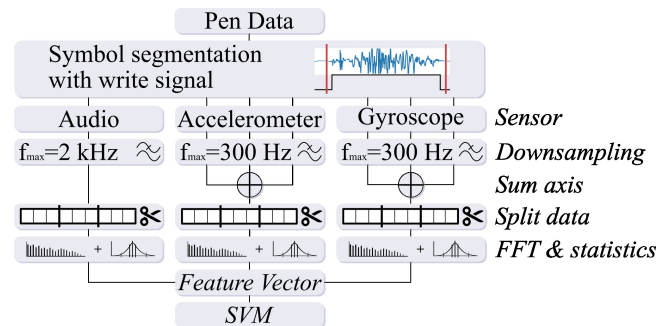 Pen Data
Symbol segmentation
with write signal
Audio Accelerometer Gyroscope Sensor
fmax=2 kHz fmax=300 Hz fmax=300 Hz Downsampling
Sum axis
Split data
+ + + FFT & statistics
Feature Vector
SVM